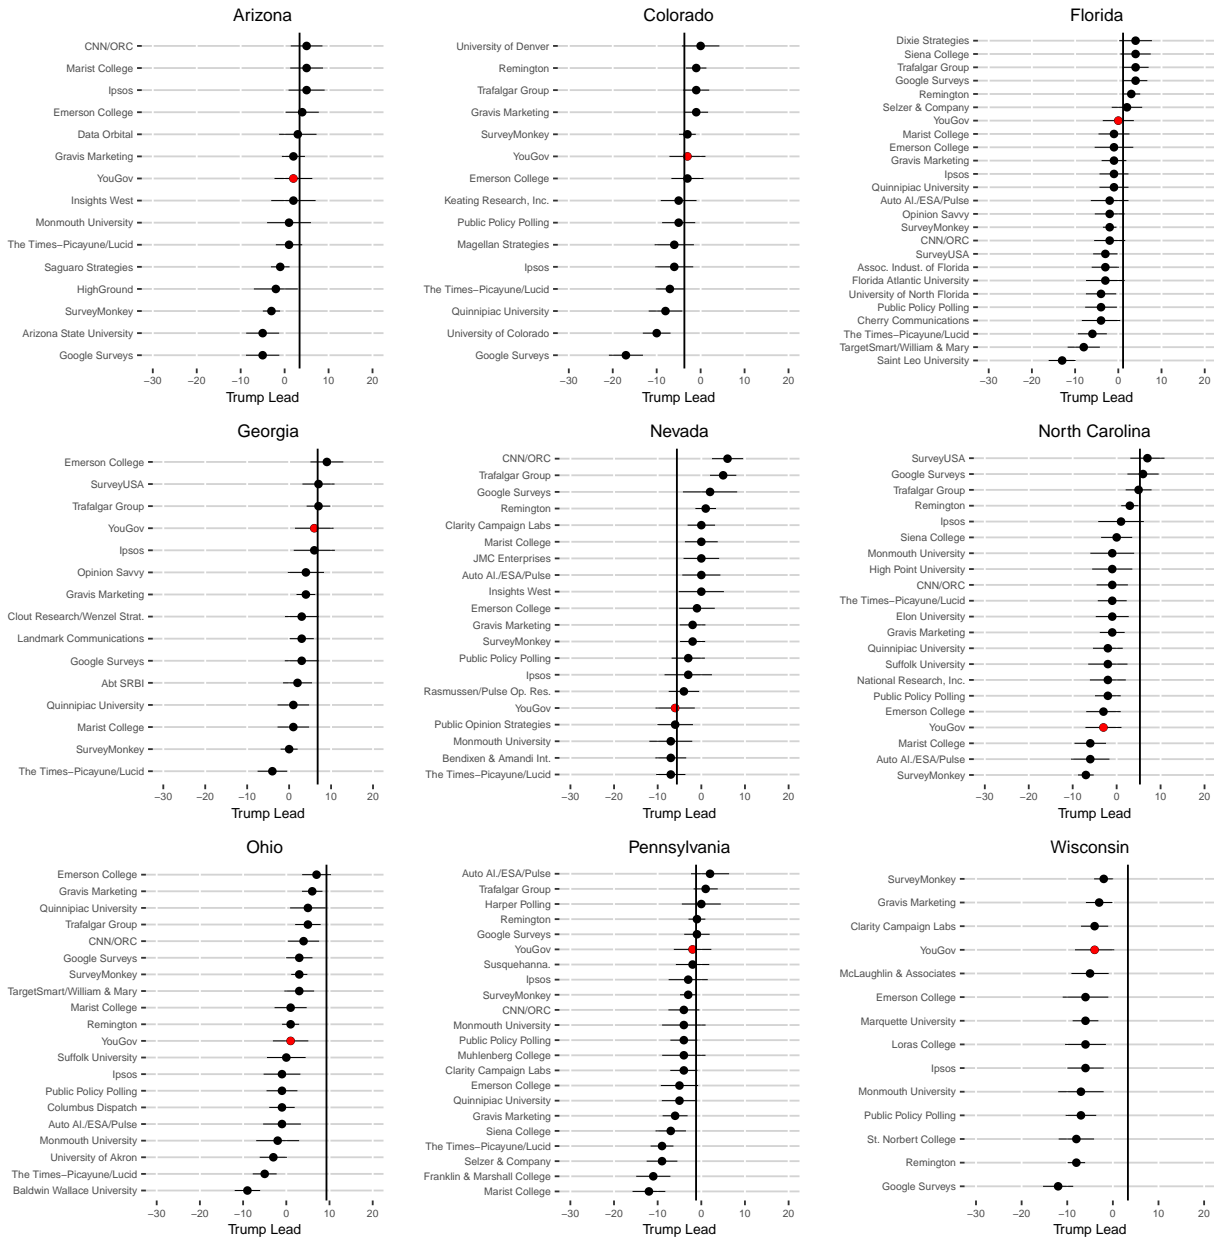 Arizona
CNN/ORC
Marist College
Ipsos
Emerson College
Data Orbital
Gravis Marketing
YouGov
Insights West
Monmouth University
The Times−Picayune/Lucid
Saguaro Strategies
HighGround
SurveyMonkey
Arizona State University
Google Surveys
−30 −20 −10 0 10 20
Trump Lead
Colorado
University of Denver
Remington
Trafalgar Group
Gravis Marketing
SurveyMonkey
YouGov
Emerson College
Keating Research, Inc.
Public Policy Polling
Magellan Strategies
Ipsos
The Times−Picayune/Lucid
Quinnipiac University
University of Colorado
Google Surveys
−30 −20 −10 0 10 20
Trump Lead
Florida
Dixie Strategies
Siena College
Trafalgar Group
Google Surveys
Remington
Selzer & Company
YouGov
Marist College
Emerson College
Gravis Marketing
Ipsos
Quinnipiac University
Auto Al./ESA/Pulse
Opinion Savvy
SurveyMonkey
CNN/ORC
SurveyUSA
Assoc. Indust. of Florida
Florida Atlantic University
University of North Florida
Public Policy Polling
Cherry Communications
The Times−Picayune/Lucid
TargetSmart/William & Mary
Saint Leo University
−30 −20 −10 0 10 20
Trump Lead
Georgia
Emerson College
SurveyUSA
Trafalgar Group
YouGov
Ipsos
Opinion Savvy
Gravis Marketing
Clout Research/Wenzel Strat.
Landmark Communications
Google Surveys
Abt SRBI
Quinnipiac University
Marist College
SurveyMonkey
The Times−Picayune/Lucid
−30 −20 −10 0 10 20
Trump Lead
Nevada
CNN/ORC
Trafalgar Group
Google Surveys
Remington
Clarity Campaign Labs
Marist College
JMC Enterprises
Auto Al./ESA/Pulse
Insights West
Emerson College
Gravis Marketing
SurveyMonkey
Public Policy Polling
Ipsos
Rasmussen/Pulse Op. Res.
YouGov
Public Opinion Strategies
Monmouth University
Bendixen & Amandi Int.
The Times−Picayune/Lucid
−30 −20 −10 0 10 20
Trump Lead
North Carolina
SurveyUSA
Google Surveys
Trafalgar Group
Remington
Ipsos
Siena College
Monmouth University
High Point University
CNN/ORC
The Times−Picayune/Lucid
Elon University
Gravis Marketing
Quinnipiac University
Suffolk University
National Research, Inc.
Public Policy Polling
Emerson College
YouGov
Marist College
Auto Al./ESA/Pulse
SurveyMonkey
−30 −20 −10 0 10 20
Trump Lead
Ohio
Emerson College
Gravis Marketing
Quinnipiac University
Trafalgar Group
CNN/ORC
Google Surveys
SurveyMonkey
TargetSmart/William & Mary
Marist College
Remington
YouGov
Suffolk University
Ipsos
Public Policy Polling
Columbus Dispatch
Auto Al./ESA/Pulse
Monmouth University
University of Akron
The Times−Picayune/Lucid
Baldwin Wallace University
−30 −20 −10 0 10 20
Trump Lead
Pennsylvania
Auto Al./ESA/Pulse
Trafalgar Group
Harper Polling
Remington
Google Surveys
YouGov
Susquehanna.
Ipsos
SurveyMonkey
CNN/ORC
Monmouth University
Public Policy Polling
Muhlenberg College
Clarity Campaign Labs
Emerson College
Quinnipiac University
Gravis Marketing
Siena College
The Times−Picayune/Lucid
Selzer & Company
Franklin & Marshall College
Marist College
−30 −20 −10 0 10 20
Trump Lead
Wisconsin
SurveyMonkey
Gravis Marketing
Clarity Campaign Labs
YouGov
McLaughlin & Associates
Emerson College
Marquette University
Loras College
Ipsos
Monmouth University
Public Policy Polling
St. Norbert College
Remington
Google Surveys
−30 −20 −10 0 10 20
Trump Lead